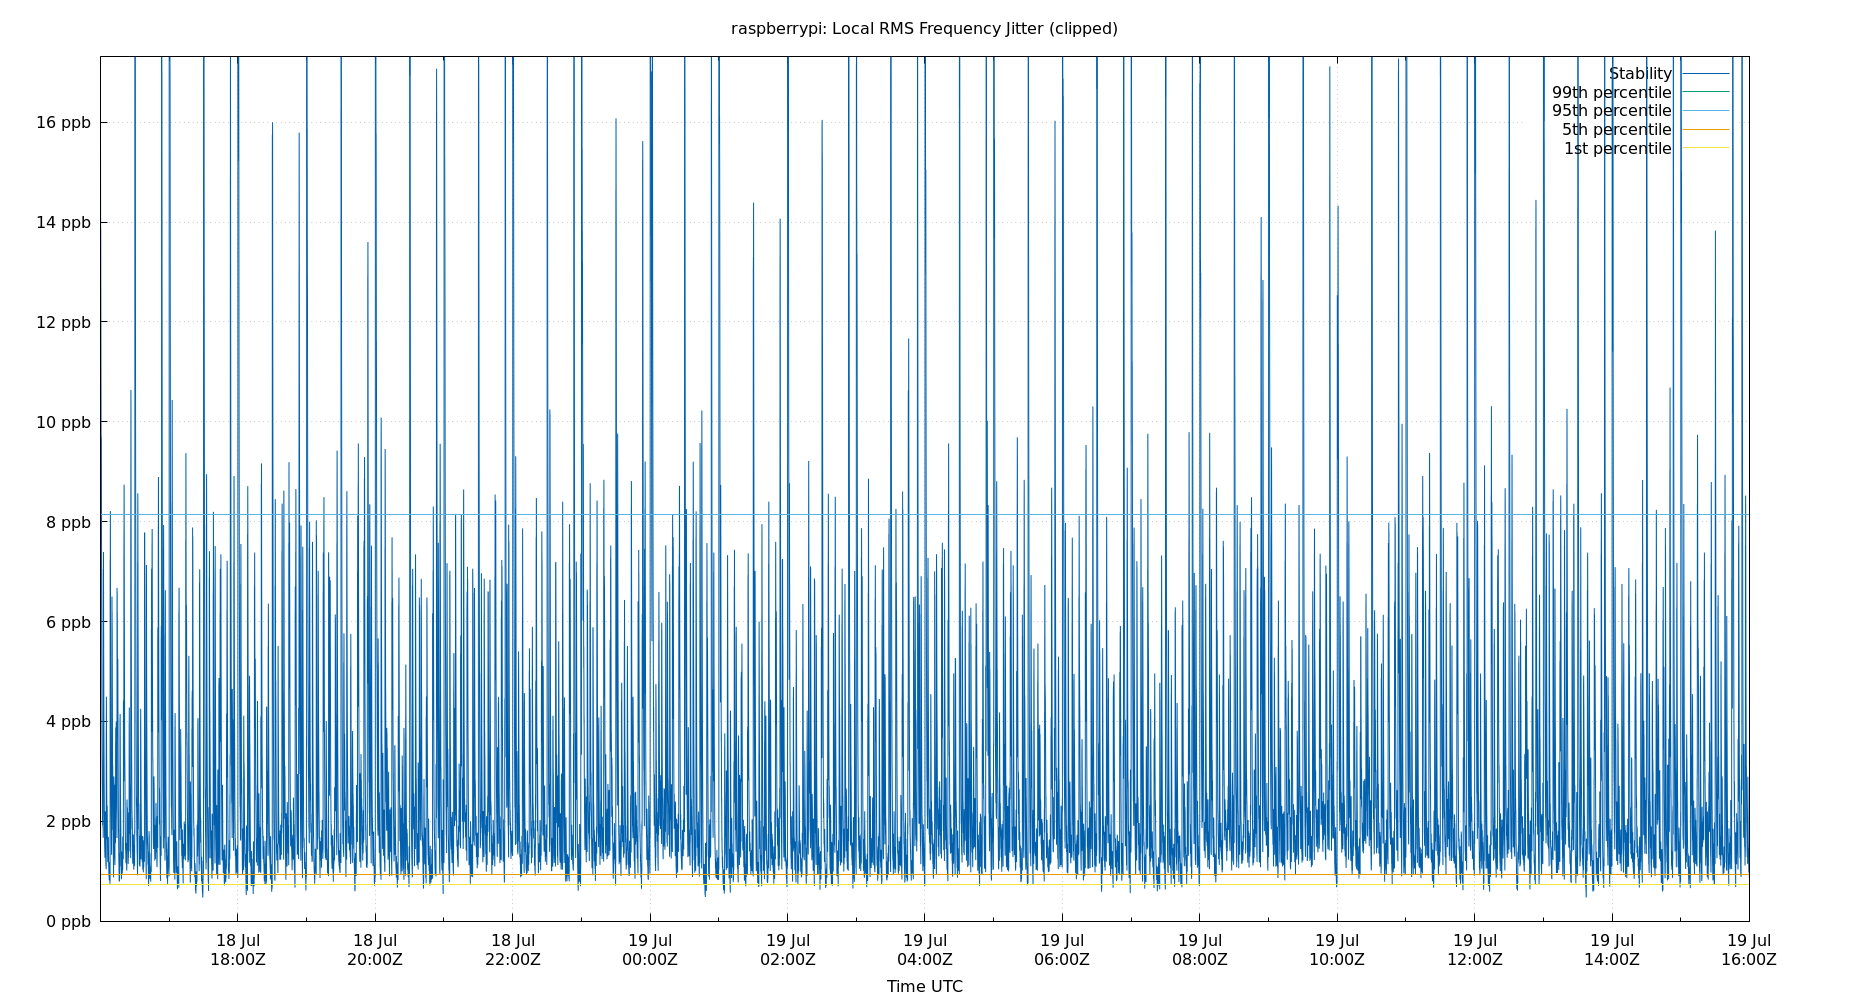 raspberrypi: Local RMS Frequency Jitter (clipped)
Stability
99th percentile
95th percentile
5th percentile
1st percentile
16 ppb
14 ppb
12 ppb
10 ppb
8 ppb
6 ppb
4 ppb
2 ppb
0 ppb
18 Jul 18 Jul 18 Jul 19 Jul 19 Jul 19 Jul 19 Jul 19 Jul 19 Jul 19 Jul 19 Jul 19 Jul
18:00Z 20:00Z 22:00Z 00:00Z 02:00Z 04:00Z 06:00Z 08:00Z 10:00Z 12:00Z 14:00Z 16:00Z
Time UTC